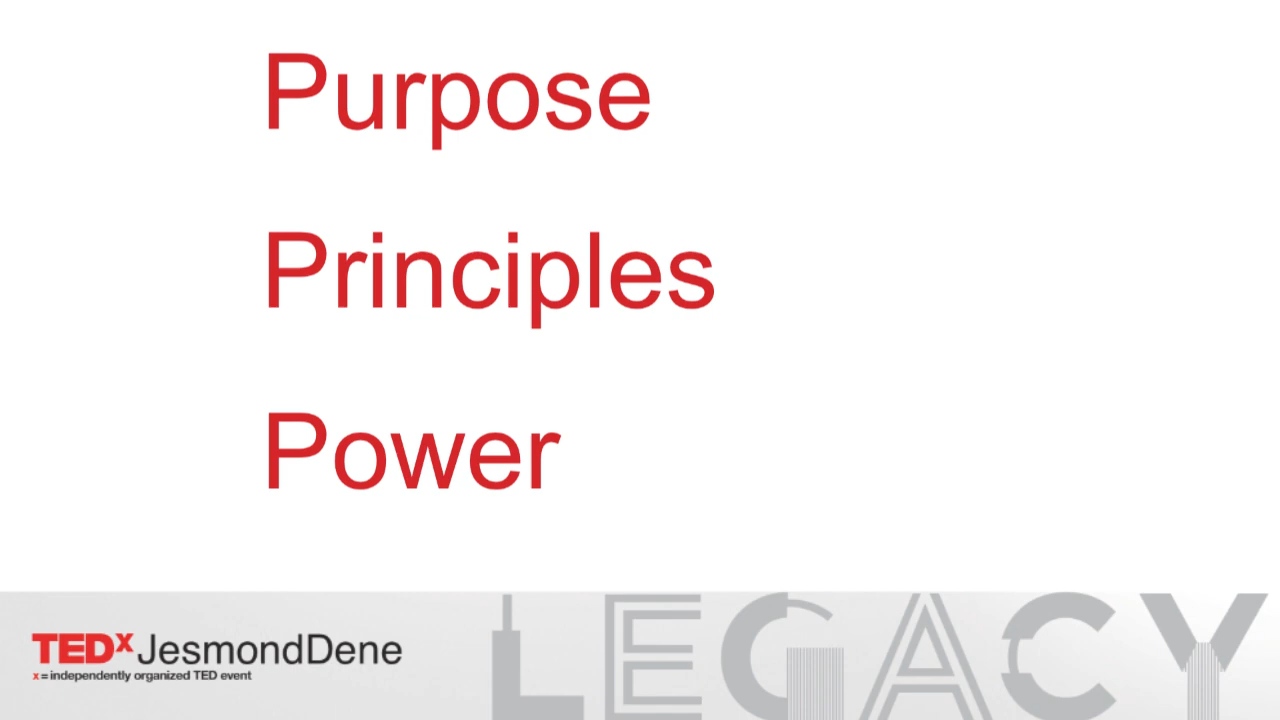 Purpose
Principles
Power
TEDx JesmondDene
x = independently organized TED event
LEGACY